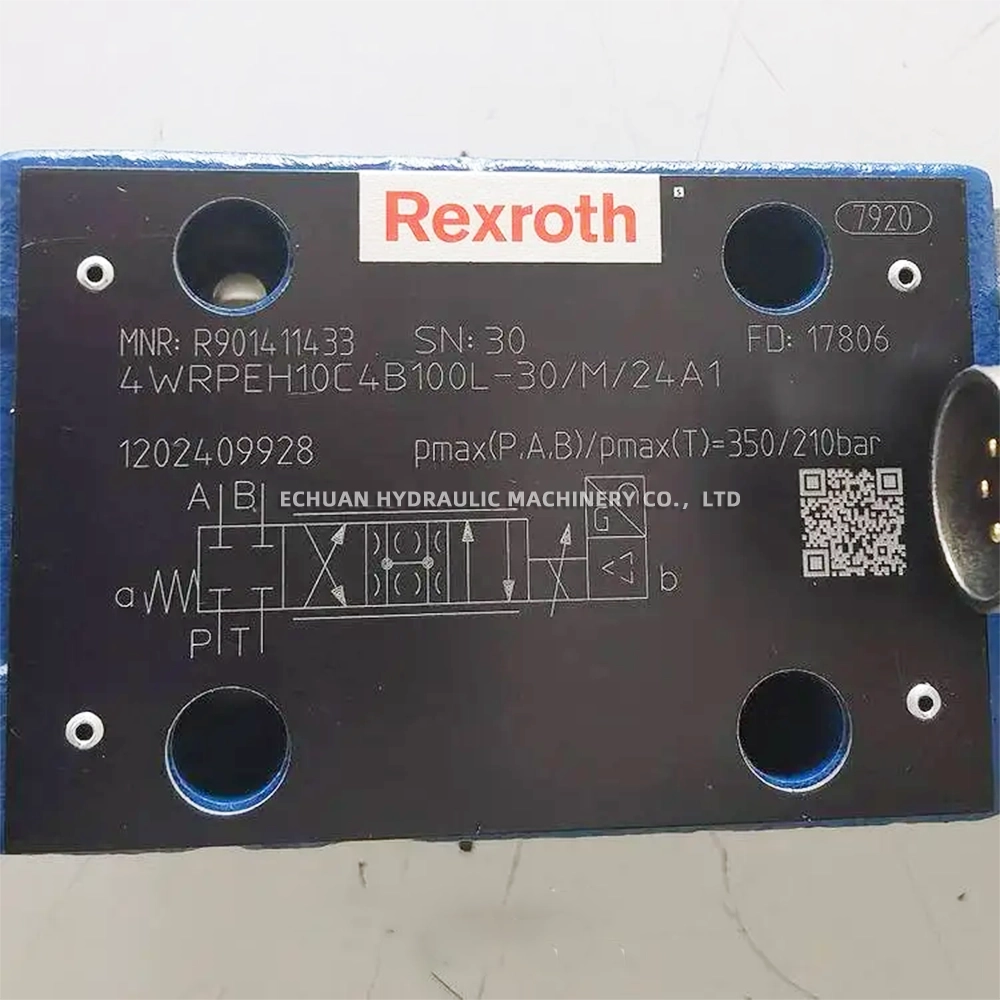 Rexroth
7920
MNR: R901411433 SN: 30 FD: 17806
4WRPEH10C4B100L-30/M/24A1
1202409928 pmax(P,A,B)/pmax(T)=350/210bar
A B
ECHUAN HYDRAULIC MACHINERY CO., LTD
G S
a b
P T